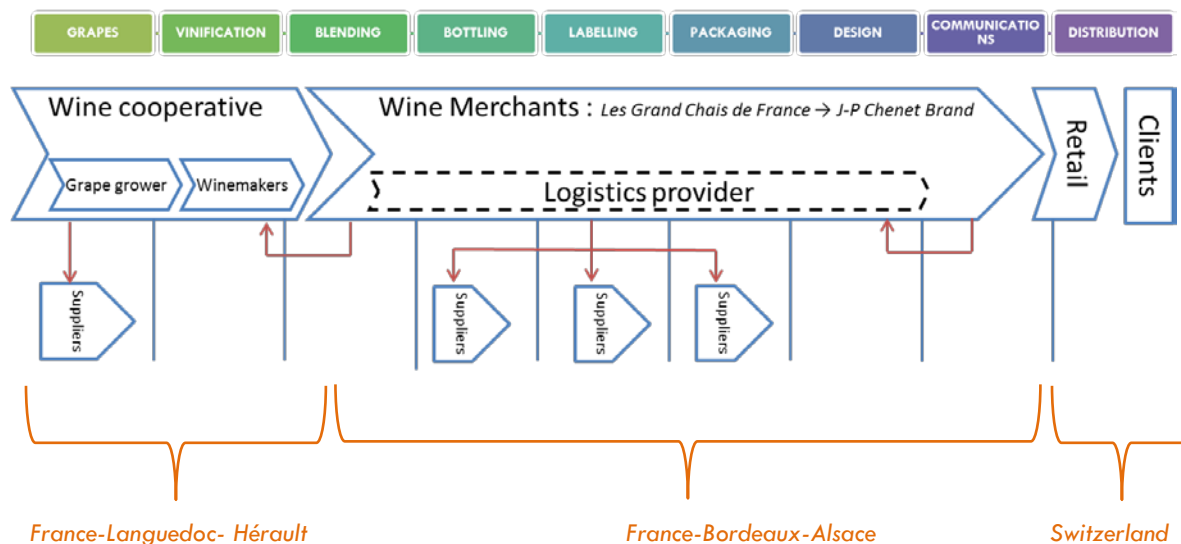 GRAPES
VINIFICATION
BLENDING
BOTTLING
LABELLING
PACKAGING
DESIGN
COMMUNICATIO
NS
DISTRIBUTION
Wine cooperative
Wine Merchants : Les Grand Chais de France → J-P Chenet Brand
Retail
Clients
Grape grower
Winemakers
Logistics provider
Suppliers
Suppliers
Suppliers
Suppliers
France-Languedoc- Hérault
France-Bordeaux-Alsace
Switzerland